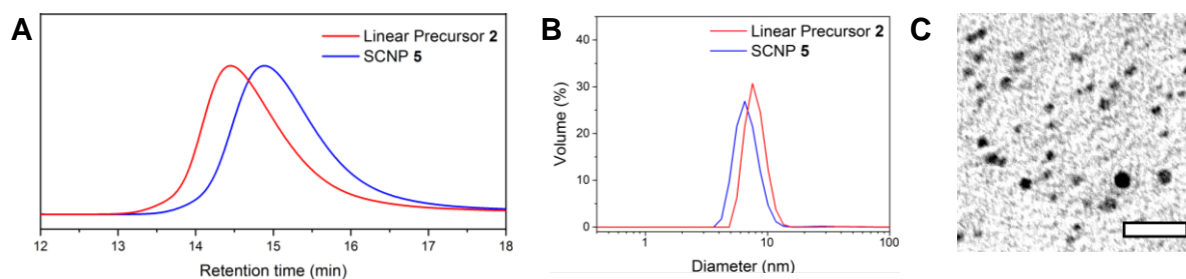 A
Linear Precursor 2
SCNP 5
12
13
14
15
16
17
18
Retention time (min)
B
Volume (%)
40
30
20
10
0
Linear Precursor 2
SCNP 5
1
10
100
Diameter (nm)
C